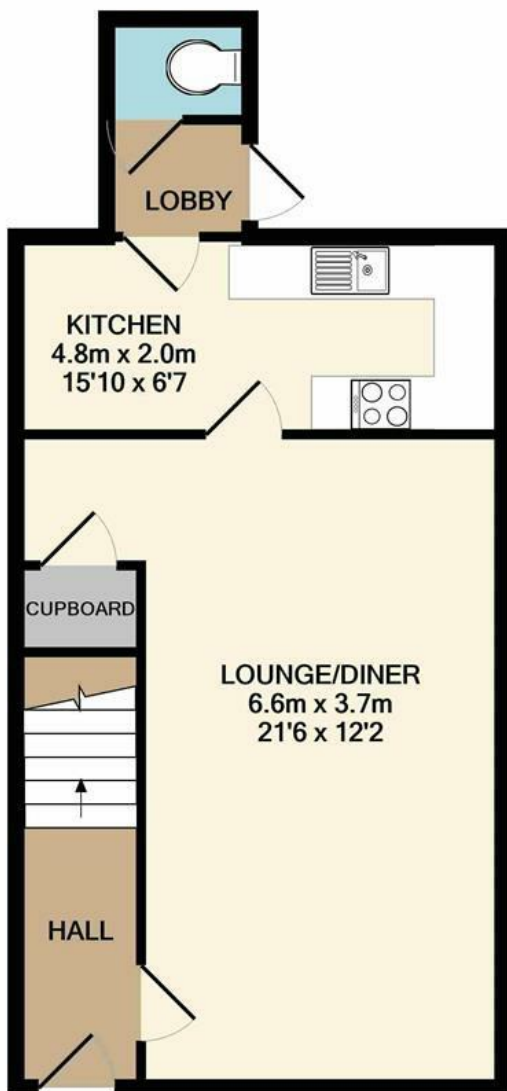 LOBBY
KITCHEN
4.8m x 2.0m
15'10 x 6'7
CUPBOARD
LOUNGE/DINER
6.6m x 3.7m
21'6 x 12'2
HALL